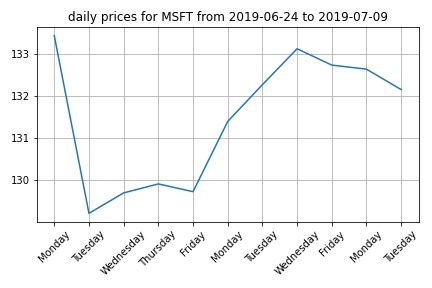 daily prices for MSFT from 2019-06-24 to 2019-07-09
133
132
131
130
Monday
Tuesday
Wednesday
Thursday
Friday
Monday
Tuesday
Wednesday
Friday
Monday
Tuesday